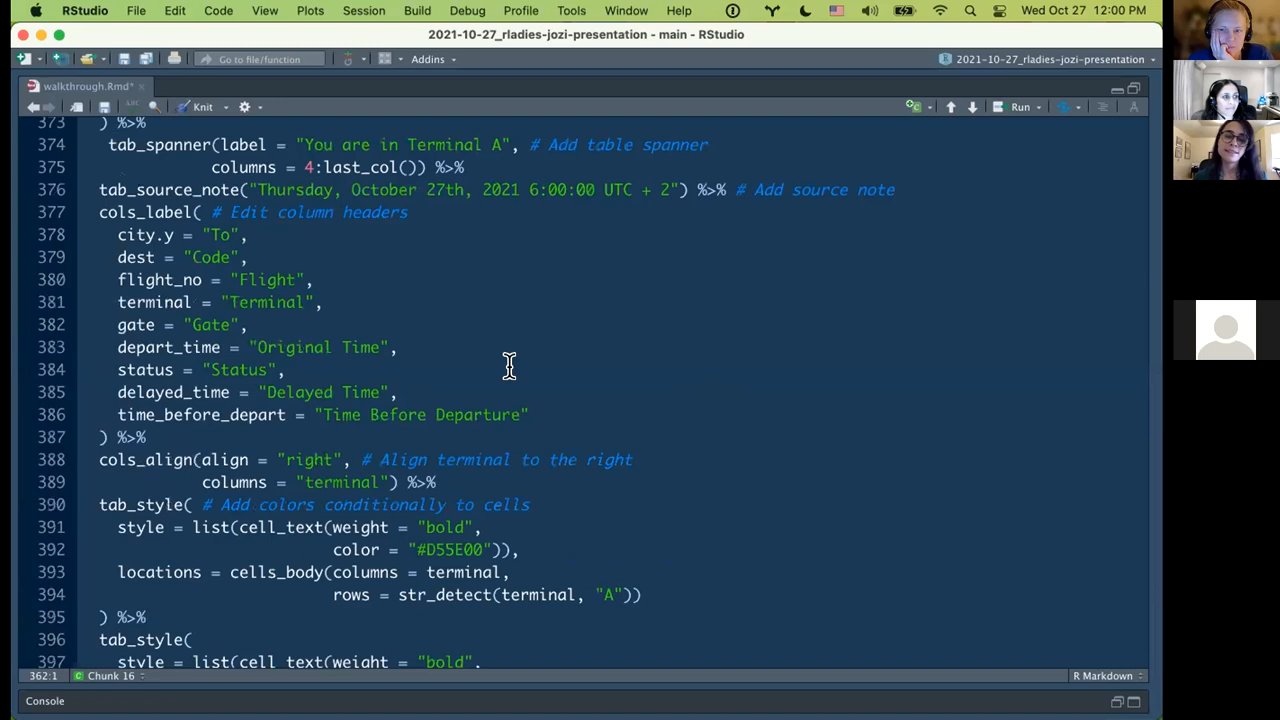 RStudio File Edit Code View Plots Session Build Debug Profile Tools Window Help Wed Oct 27 12:00 PM
2021-10-27_rladies-jozi-presentation - main - RStudio
Go to file/function Addins 2021-10-27_rladies-jozi-presentation
walkthrough.Rmd*
ABC Knit Run
373 ) %>%
374 tab_spanner(label = "You are in Terminal A", # Add table spanner
375 columns = 4:last_col()) %>%
376 tab_source_note("Thursday, October 27th, 2021 6:00:00 UTC + 2") %>% # Add source note
377 cols_label( # Edit column headers
378 city.y = "To",
379 dest = "Code",
380 flight_no = "Flight",
381 terminal = "Terminal",
382 gate = "Gate",
383 depart_time = "Original Time",
384 status = "Status",
385 delayed_time = "Delayed Time",
386 time_before_depart = "Time Before Departure"
387 ) %>%
388 cols_align(align = "right", # Align terminal to the right
389 columns = "terminal") %>%
390 tab_style( # Add colors conditionally to cells
391 style = list(cell_text(weight = "bold",
392 color = "#D55E00")),
393 locations = cells_body(columns = terminal,
394 rows = str_detect(terminal, "A"))
395 ) %>%
396 tab_style(
397 style = list(cell_text(weight = "bold",
362:1 Chunk 16 R Markdown
Console